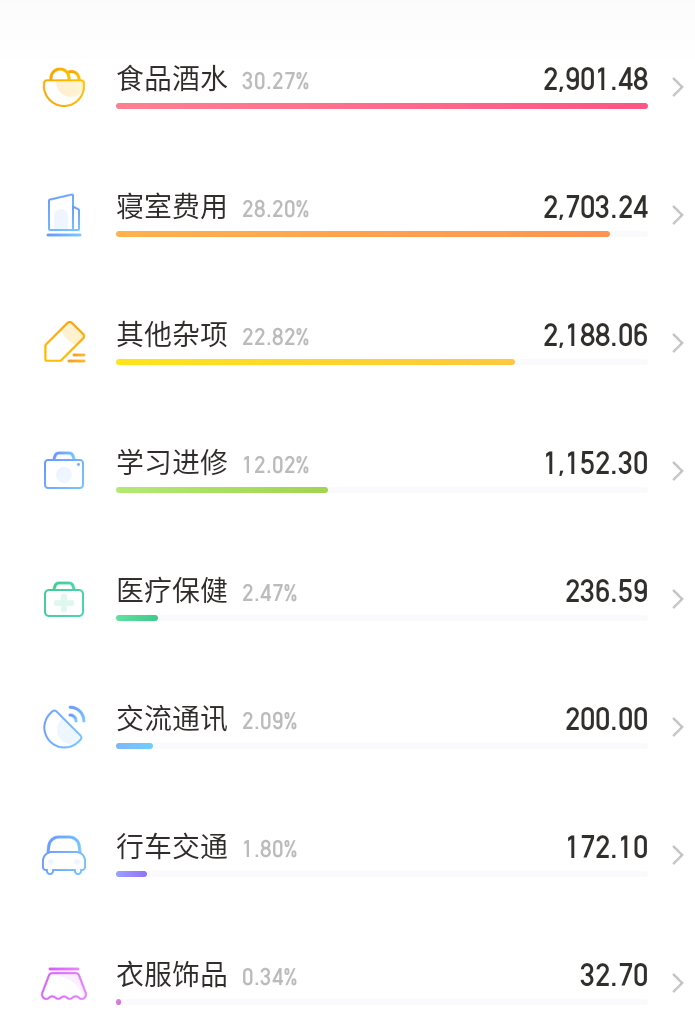 食品酒水 30.27% 2,901.48
寝室费用 28.20% 2,703.24
其他杂项 22.82% 2,188.06
学习进修 12.02% 1,152.30
医疗保健 2.47% 236.59
交流通讯 2.09% 200.00
行车交通 1.80% 172.10
衣服饰品 0.34% 32.70